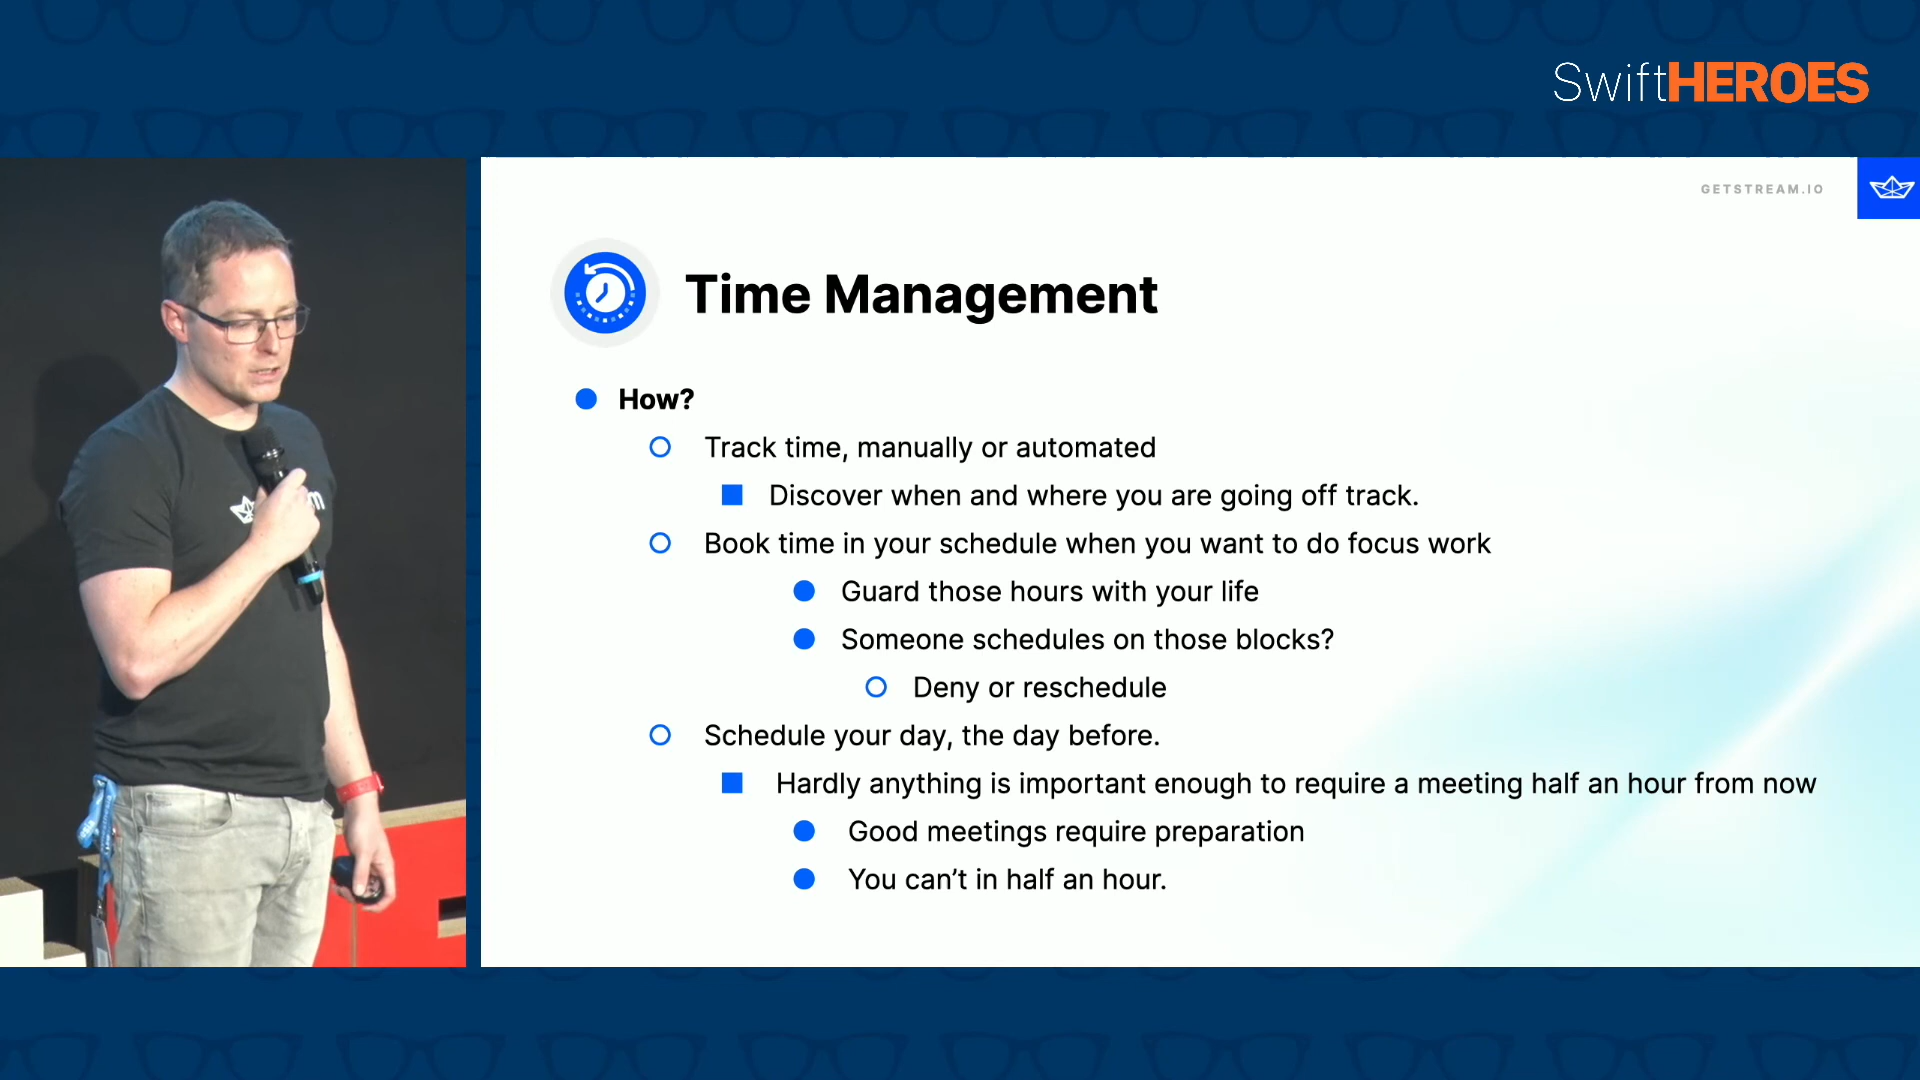 SwiftHEROES
GETSTREAM.IO
Time Management
How?
Track time, manually or automated
Discover when and where you are going off track.
Book time in your schedule when you want to do focus work
Guard those hours with your life
Someone schedules on those blocks?
Deny or reschedule
Schedule your day, the day before.
Hardly anything is important enough to require a meeting half an hour from now
Good meetings require preparation
You can’t in half an hour.